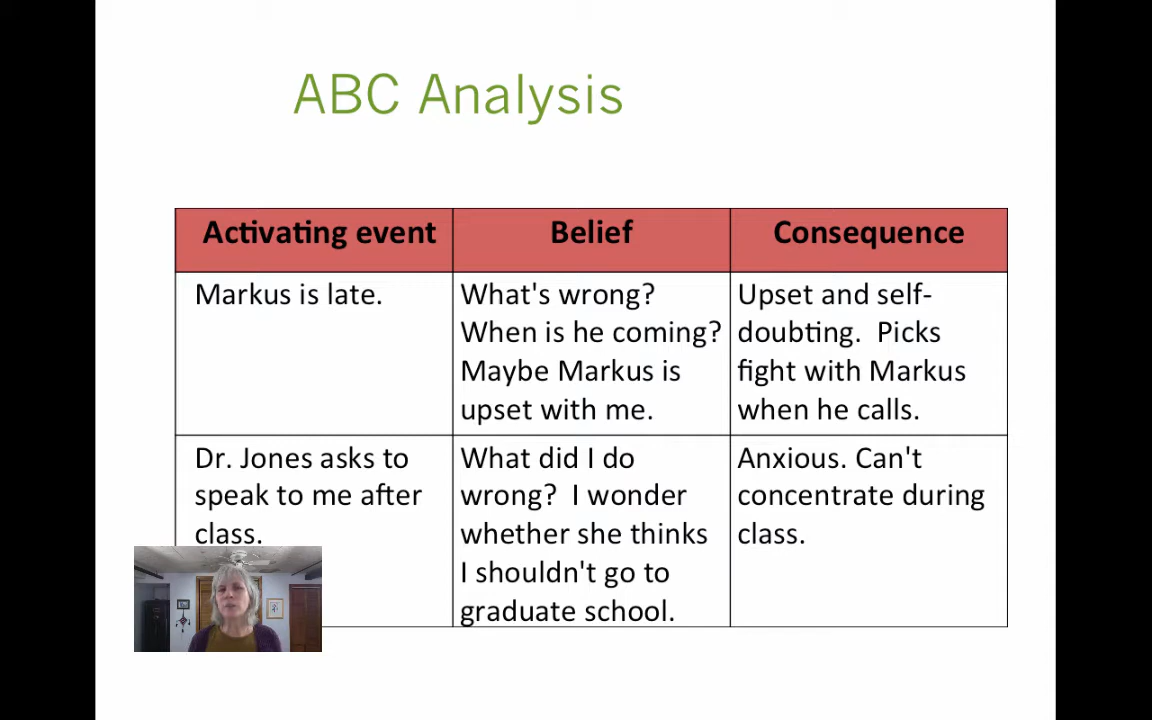 ABC Analysis
Activating event
Belief
Consequence
Markus is late.
What's wrong?
When is he coming?
Maybe Markus is
upset with me.
Upset and self-
doubting.  Picks
fight with Markus
when he calls.
Dr. Jones asks to
speak to me after
class.
What did I do
wrong?  I wonder
whether she thinks
I shouldn't go to
graduate school.
Anxious. Can't
concentrate during
class.